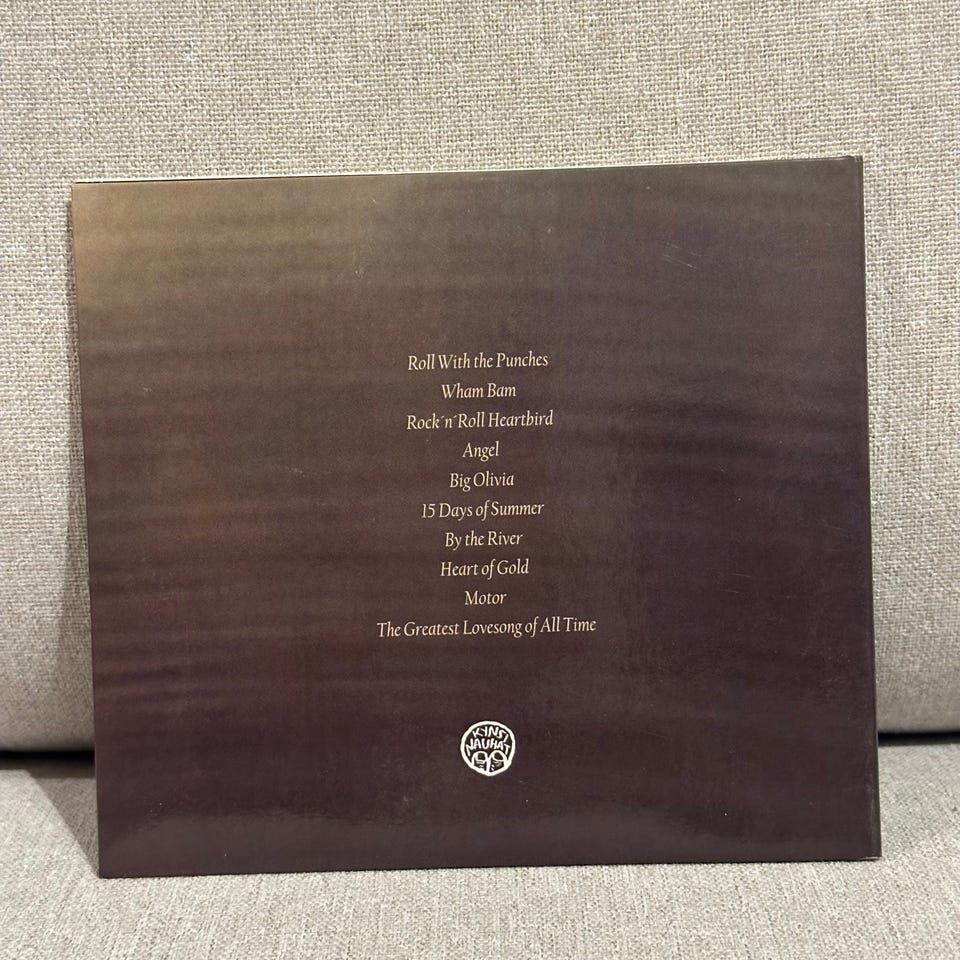 Roll With the Punches
Wham Bam
Rock´n´Roll Heartbird
Angel
Big Olivia
15 Days of Summer
By the River
Heart of Gold
Motor
The Greatest Lovesong of All Time
KYNSI
NAUHAT